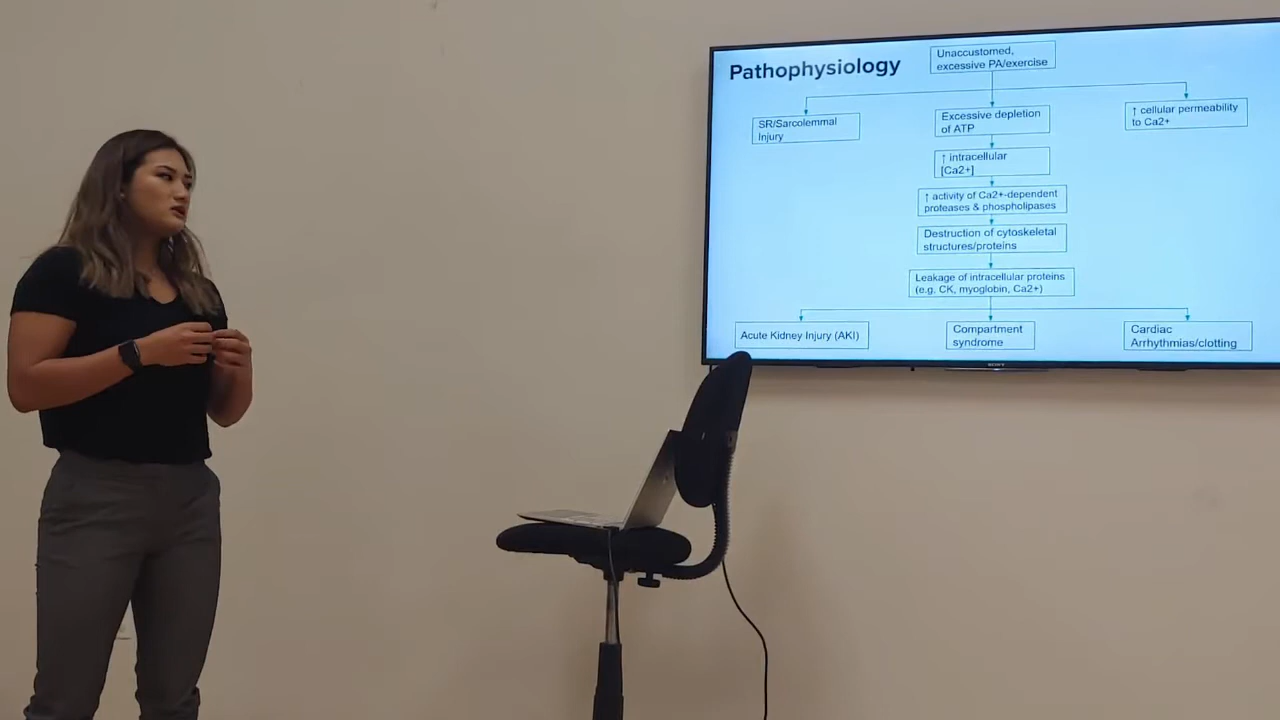 Pathophysiology
Unaccustomed,
excessive PA/exercise
SR/Sarcolemmal
Injury
Excessive depletion
of ATP
↑ cellular permeability
to Ca2+
↑ intracellular
[Ca2+]
↑ activity of Ca2+-dependent
proteases & phospholipases
Destruction of cytoskeletal
structures/proteins
Leakage of intracellular proteins
(e.g. CK, myoglobin, Ca2+)
Acute Kidney Injury (AKI)
Compartment
syndrome
Cardiac
Arrhythmias/clotting
SONY